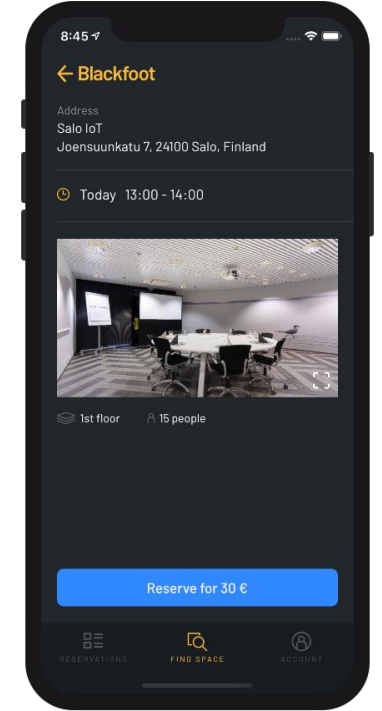 8:45
Blackfoot
Address
Salo IoT
Joensuunkatu 7, 24100 Salo, Finland
Today 13:00 - 14:00
1st floor 15 people
Reserve for 30 €
RESERVATIONS FIND SPACE ACCOUNT